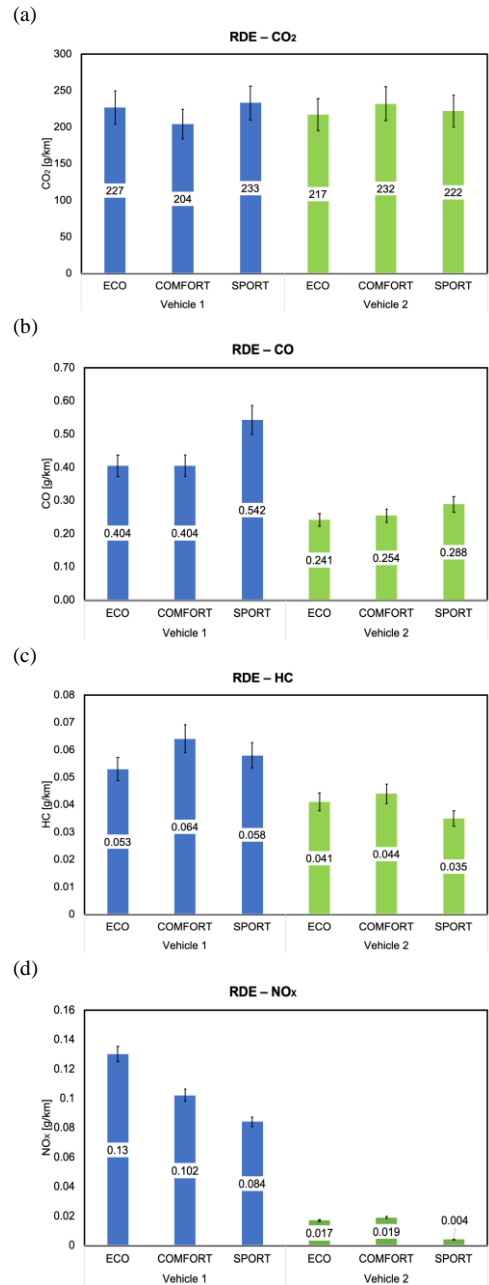 (a)
RDE – CO₂
CO₂ [g/km]
300
250
200
150
100
50
0
227
204
233
217
232
222
ECO
COMFORT
SPORT
ECO
COMFORT
SPORT
Vehicle 1
Vehicle 2
(b)
RDE – CO
CO [g/km]
0.70
0.60
0.50
0.40
0.30
0.20
0.10
0.00
0.404
0.404
0.542
0.241
0.254
0.288
ECO
COMFORT
SPORT
ECO
COMFORT
SPORT
Vehicle 1
Vehicle 2
(c)
RDE – HC
HC [g/km]
0.08
0.07
0.06
0.05
0.04
0.03
0.02
0.01
0
0.053
0.064
0.058
0.041
0.044
0.035
ECO
COMFORT
SPORT
ECO
COMFORT
SPORT
Vehicle 1
Vehicle 2
(d)
RDE – NOₓ
NOₓ [g/km]
0.16
0.14
0.12
0.1
0.08
0.06
0.04
0.02
0
0.13
0.102
0.084
0.017
0.019
0.004
ECO
COMFORT
SPORT
ECO
COMFORT
SPORT
Vehicle 1
Vehicle 2